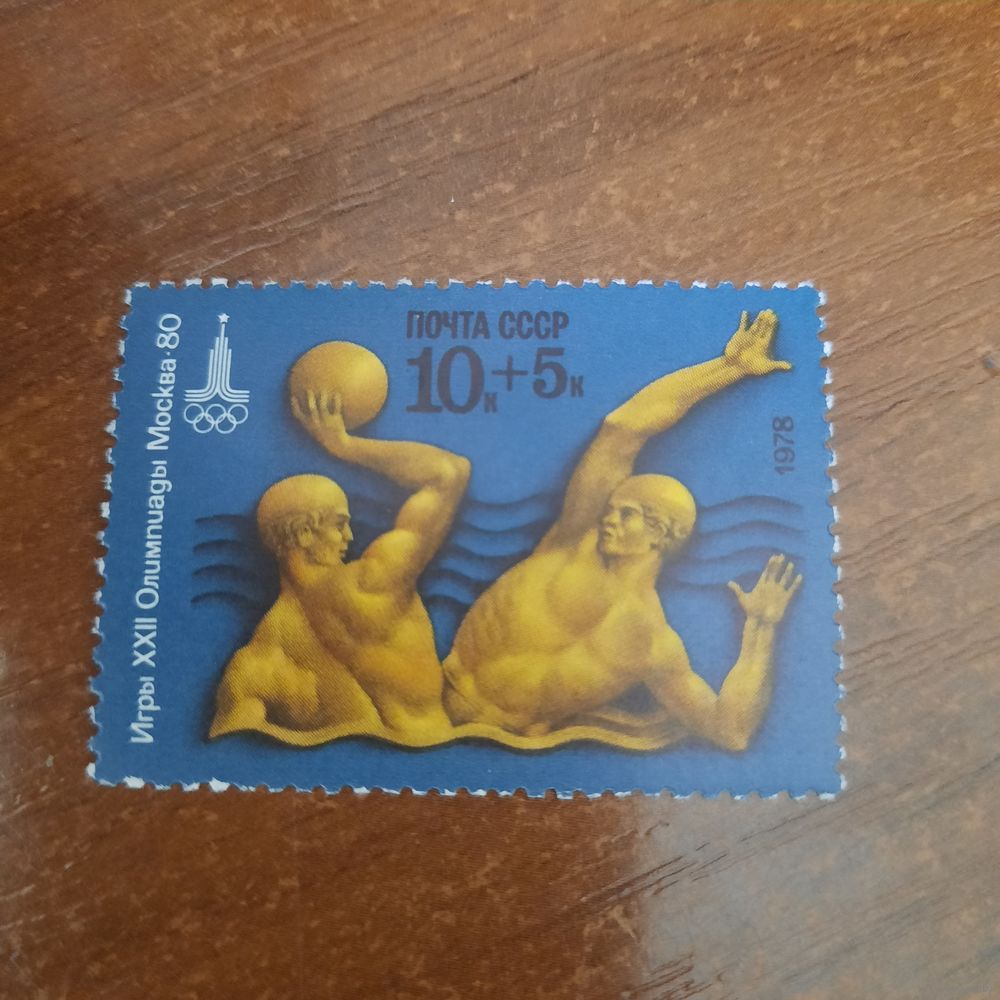 Игры XXII Олимпиады Москва·80
ПОЧТА СССР
10к+5к
1978